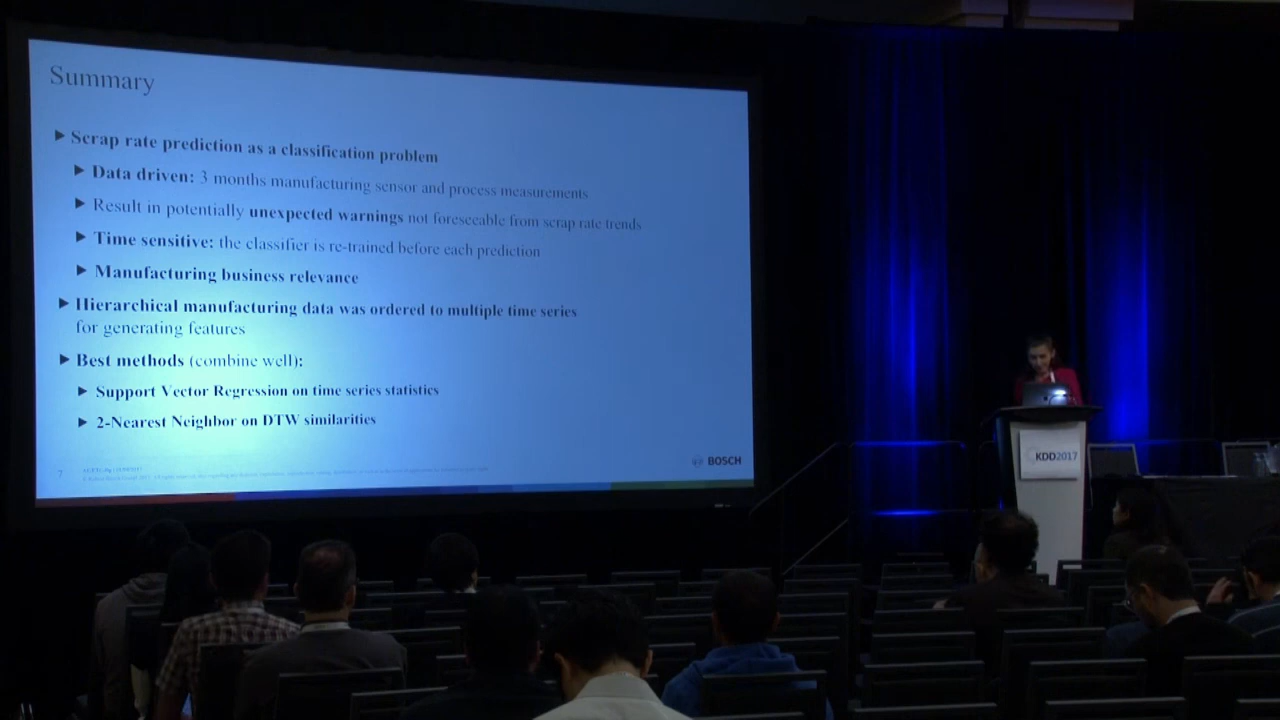 Summary
▶ Scrap rate prediction as a classification problem
▶ Data driven: 3 months manufacturing sensor and process measurements
▶ Result in potentially unexpected warnings not foreseeable from scrap rate trends
▶ Time sensitive: the classifier is re-trained before each prediction
▶ Manufacturing business relevance
▶ Hierarchical manufacturing data was ordered to multiple time series
for generating features
▶ Best methods (combine well):
▶ Support Vector Regression on time series statistics
▶ 2-Nearest Neighbor on DTW similarities
7
BOSCH
KDD2017